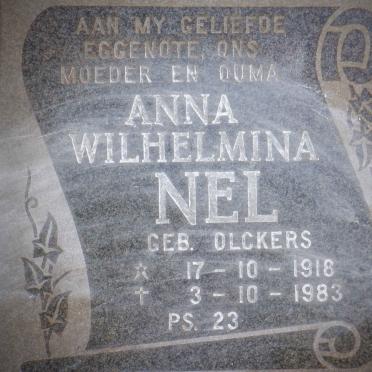 AAN MY GELIEFDE
EGGENOTE, ONS
MOEDER EN OUMA
ANNA
WILHELMINA
NEL
GEB. OLCKERS
☆ 17 - 10 - 1918
† 3 - 10 - 1983
PS. 23